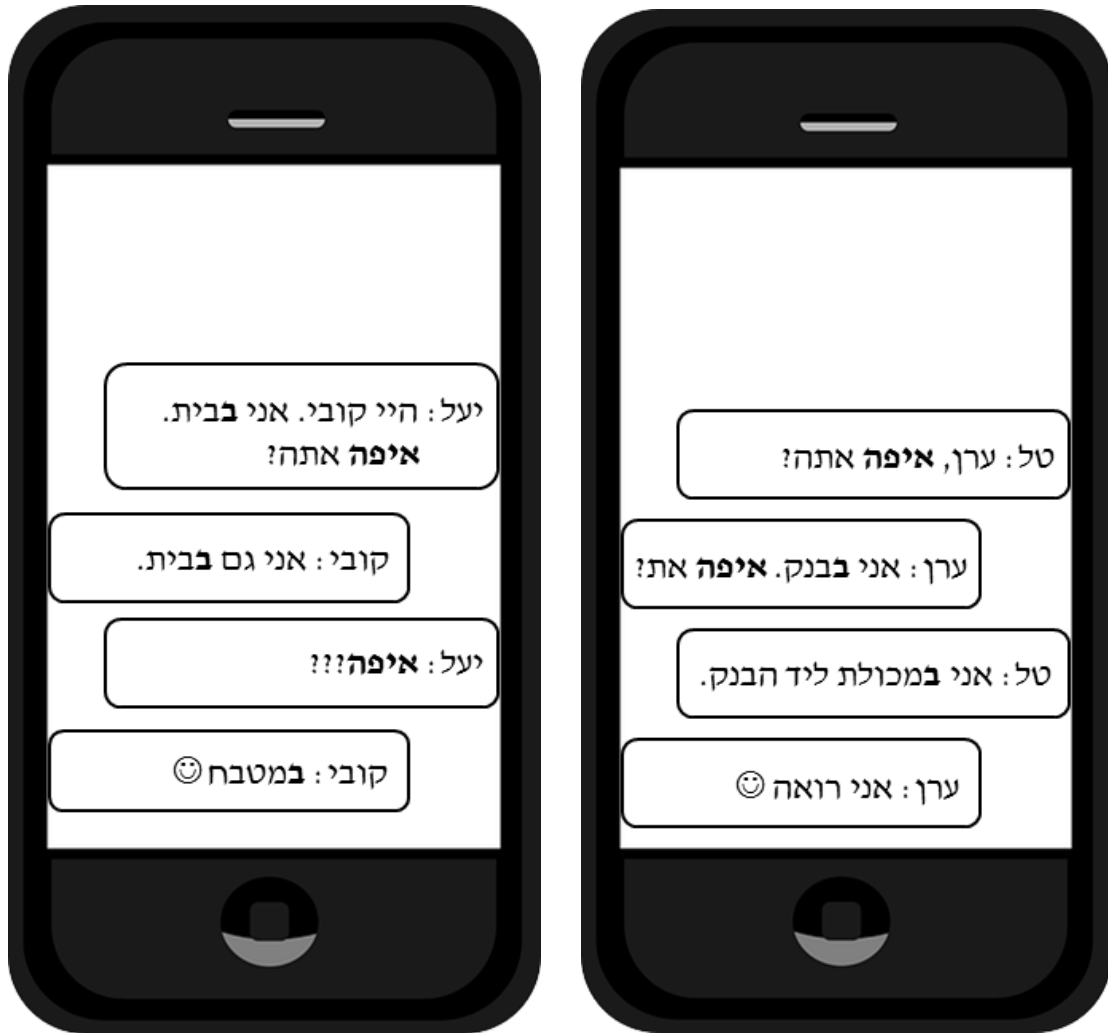 טל: ערן, איפה אתה?
ערן: אני בבנק. איפה את?
טל: אני במכולת ליד הבנק.
ערן: אני רואה ☺
יעל: היי קובי. אני בבית.
איפה אתה?
קובי: אני גם בבית.
יעל: איפה???
קובי: במטבח ☺